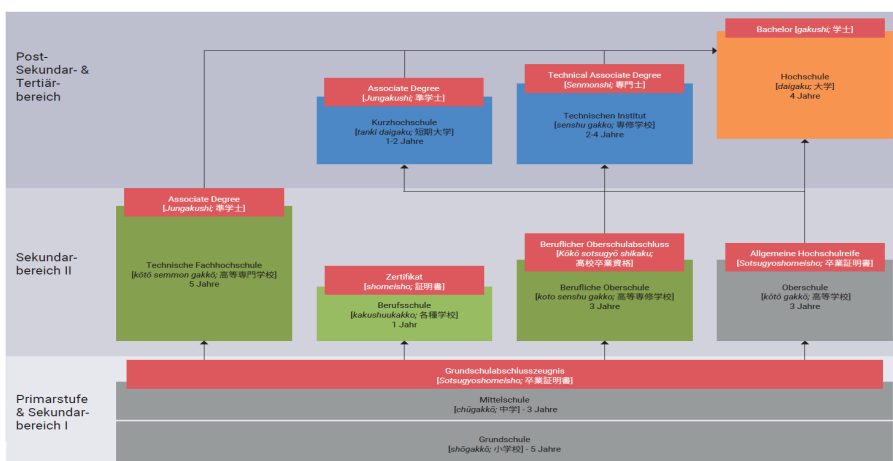 Post-
Sekundar- &
Tertiär-
bereich
Bachelor [gakushi; 学士]
Hochschule
[daigaku; 大学]
4 Jahre
Associate Degree
[Jungakushi; 準学士]
Kurzhochschule
[tanki daigaku; 短期大学]
1-2 Jahre
Technical Associate Degree
[Senmonshi; 専門士]
Technischen Institut
[senshu gakko; 専修学校]
2-4 Jahre
Sekundar-
bereich II
Associate Degree
[Jungakushi; 準学士]
Technische Fachhochschule
[kōtō semmon gakkō; 高等専門学校]
5 Jahre
Zertifikat
[shomeisho; 証明書]
Berufsschule
[kakushuukakko; 各種学校]
1 Jahr
Beruflicher Oberschulabschluss
[Kōkō sotsugyō shikaku;
高校卒業資格]
Berufliche Oberschule
[koto senshu gakko; 高等専修学校]
3 Jahre
Allgemeine Hochschulreife
[Sotsugyoshomeisho; 卒業証明書]
Oberschule
[kōtō gakkō; 高等学校]
3 Jahre
Primarstufe
& Sekundar-
bereich I
Grundschulabschlusszeugnis
[Sotsugyoshomeisho; 卒業証明書]
Mittelschule
[chūgakkō; 中学] - 3 Jahre
Grundschule
[shōgakkō; 小学校] - 5 Jahre